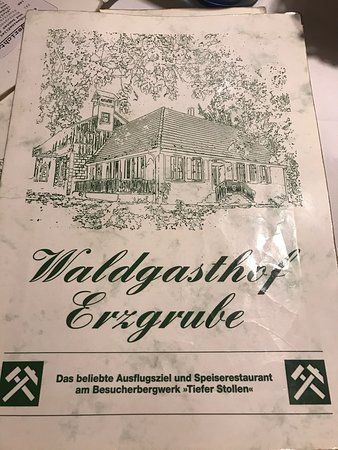 Waldgasthof
Erzgrube
Das beliebte Ausflugsziel und Speiserestaurant
am Besucherbergwerk »Tiefer Stollen«